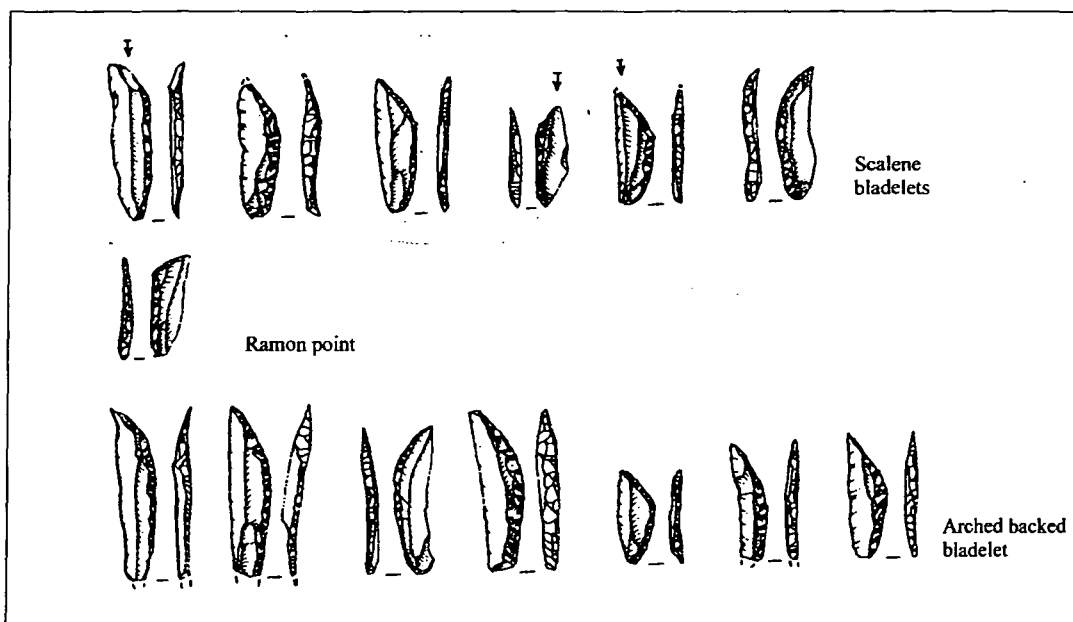 Scalene
bladelets
Ramon point
Arched backed
bladelet